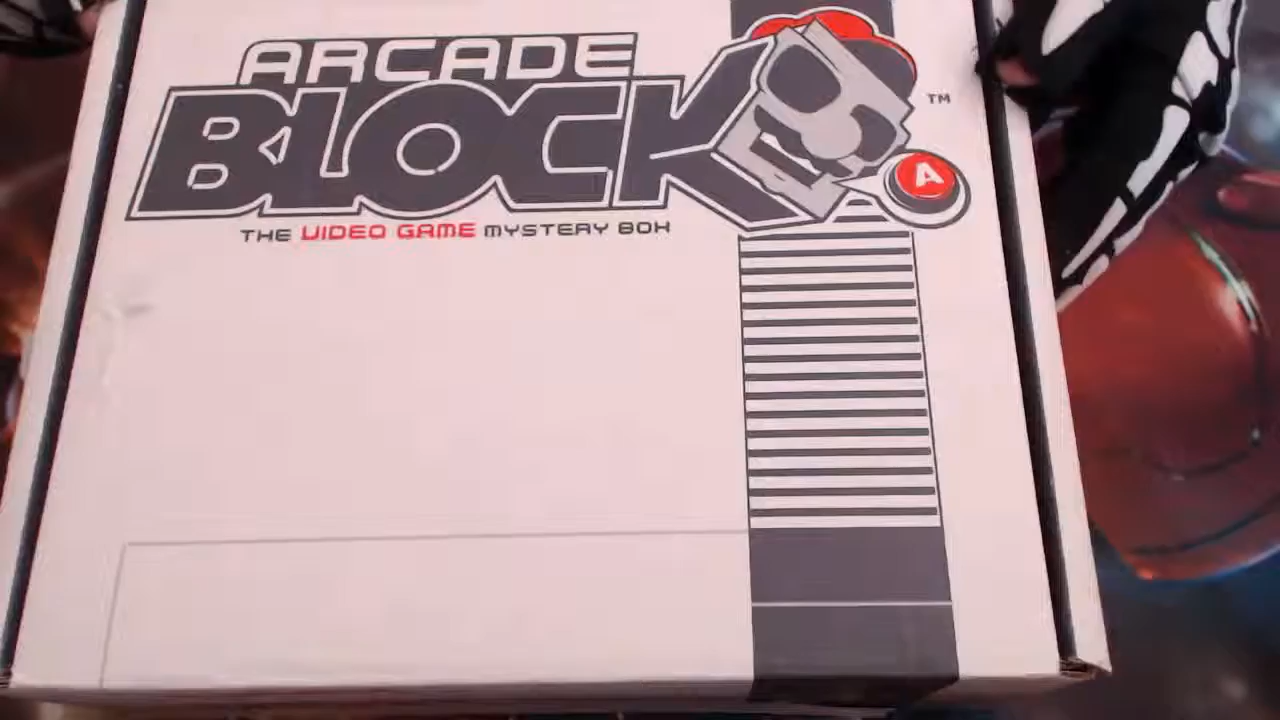 ARCADE
BLOCK
TM
A
THE VIDEO GAME MYSTERY BOX